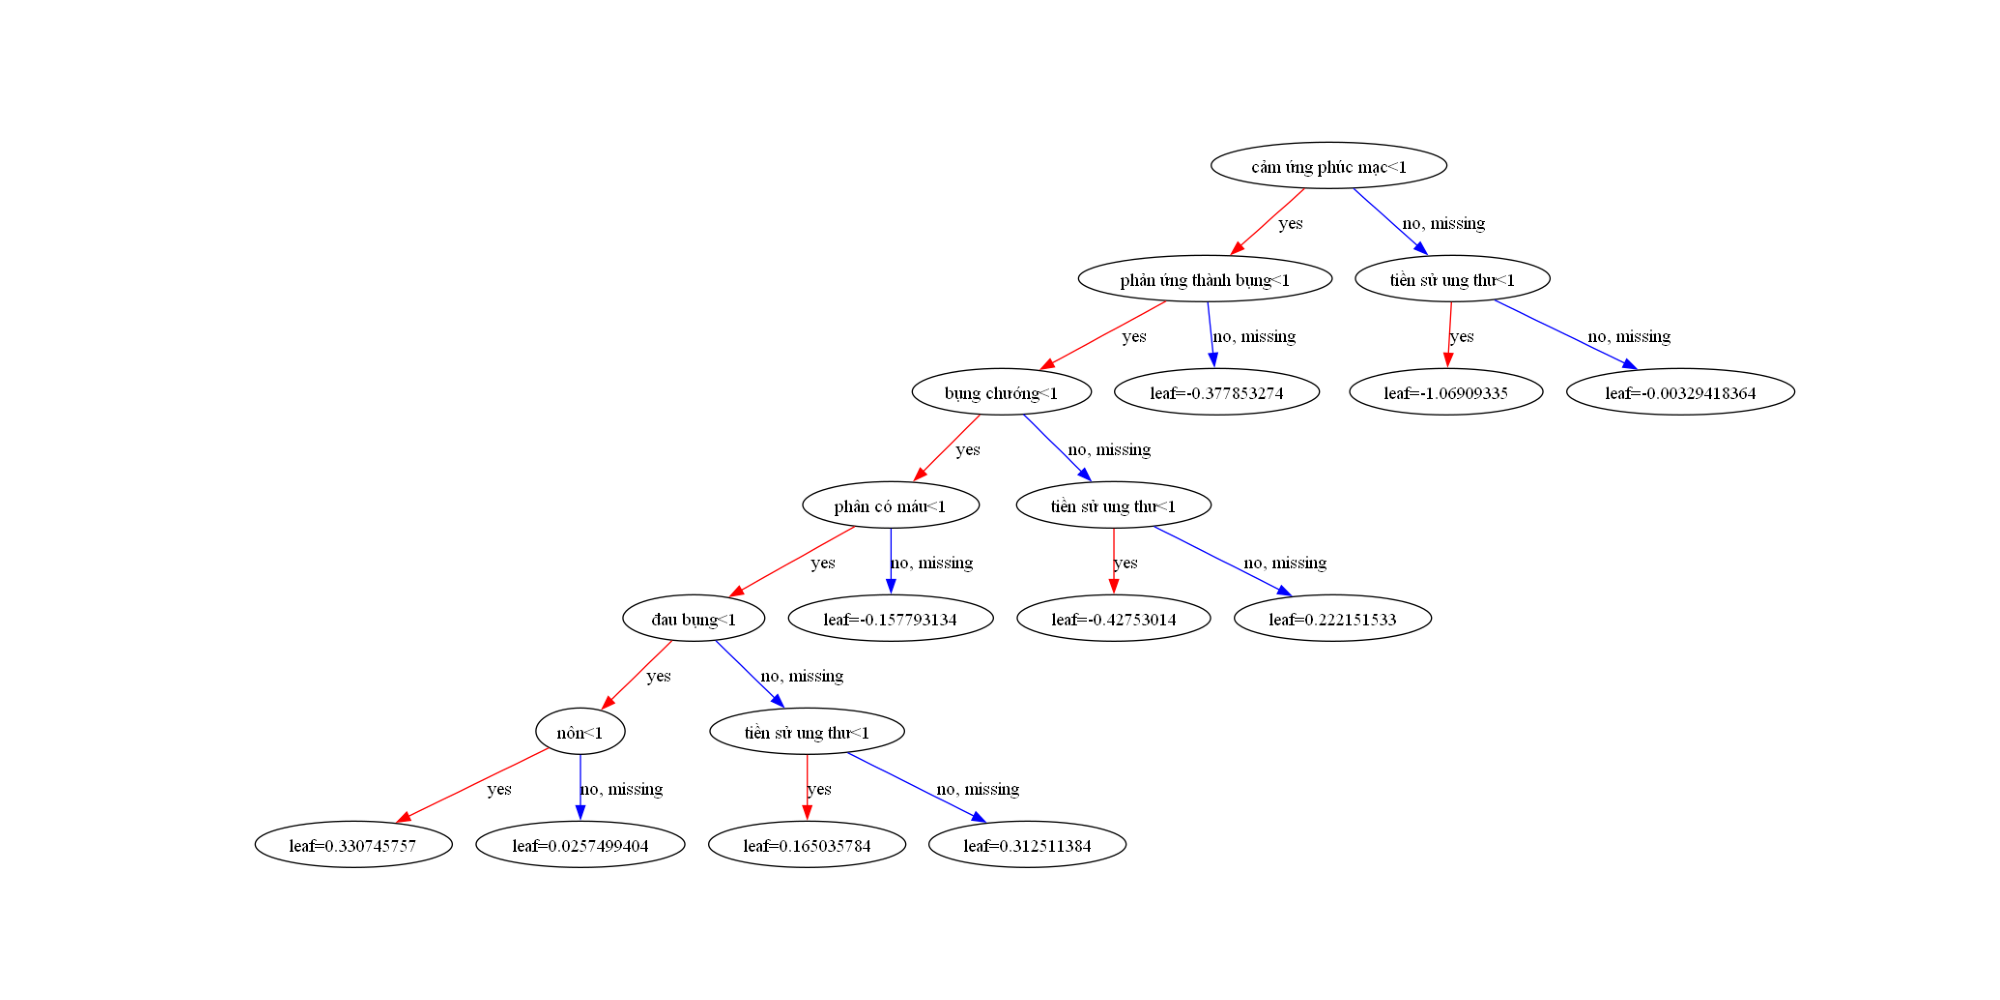 cảm ứng phúc mạc<1
yes
no, missing
phản ứng thành bụng<1
tiền sử ung thư<1
yes
no, missing
yes
no, missing
bụng chướng<1
leaf=-0.377853274
leaf=-1.06909335
leaf=-0.00329418364
yes
no, missing
phân có máu<1
tiền sử ung thư<1
yes
no, missing
yes
no, missing
đau bụng<1
leaf=-0.157793134
leaf=-0.42753014
leaf=0.222151533
yes
no, missing
nôn<1
tiền sử ung thư<1
yes
no, missing
yes
no, missing
leaf=0.330745757
leaf=0.0257499404
leaf=0.165035784
leaf=0.312511384